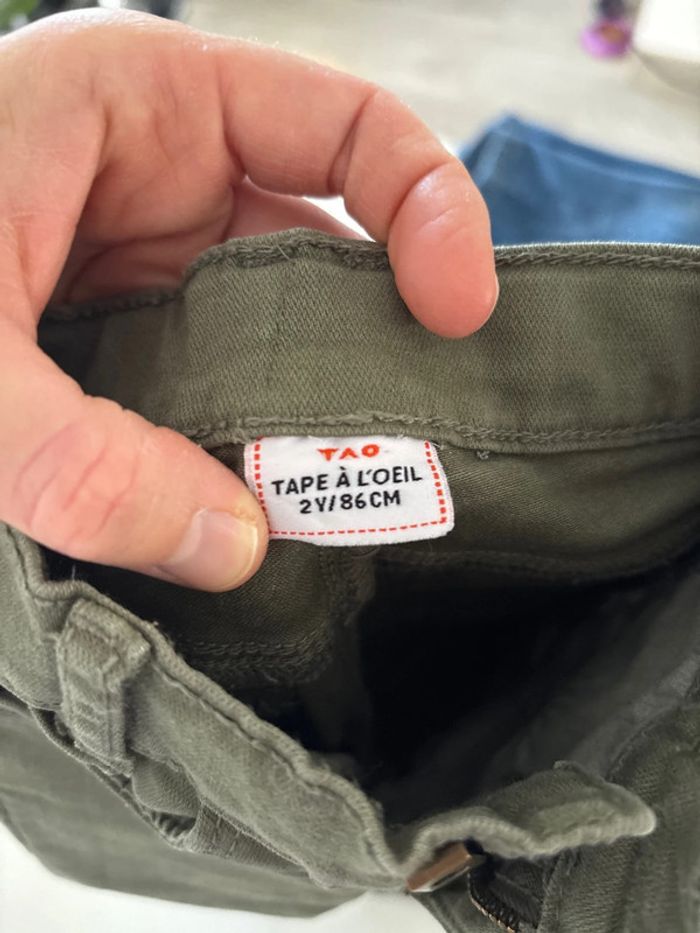 TAO
TAPE À L'OEIL
2Y/86CM